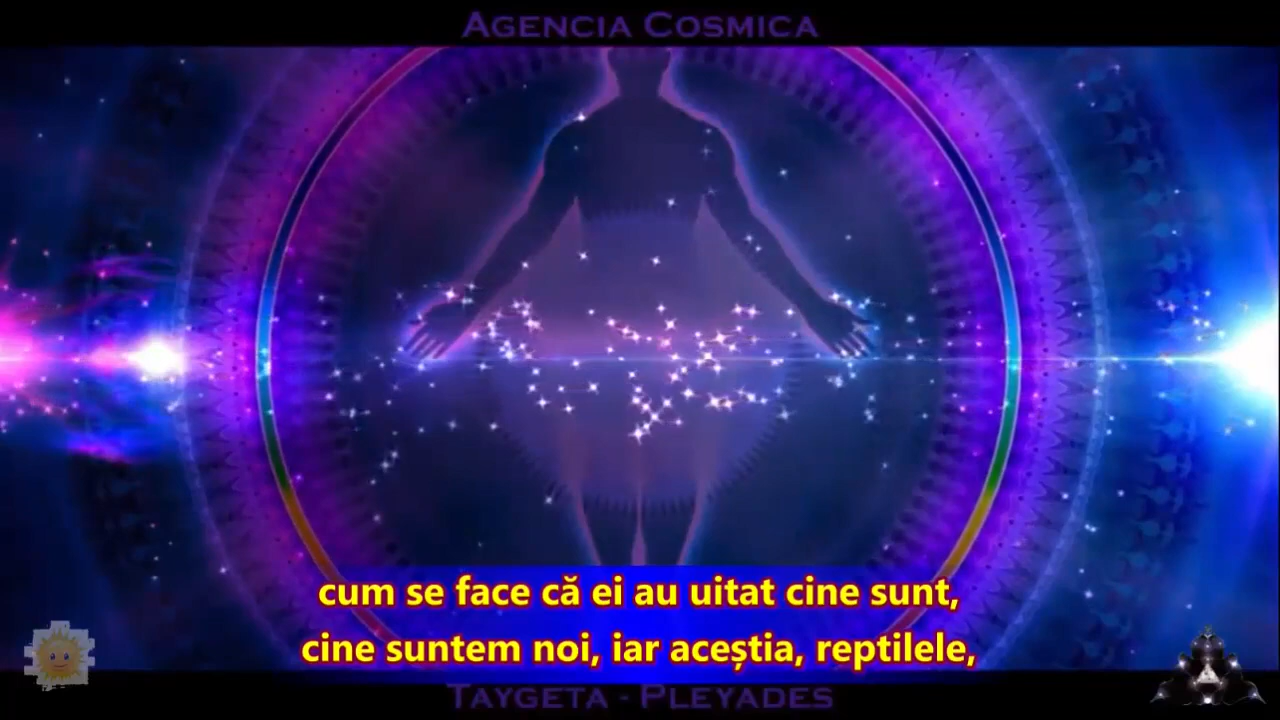 AGENCIA COSMICA
cum se face că ei au uitat cine sunt,
cine suntem noi, iar aceștia, reptilele,
TAYGETA - PLEYADES